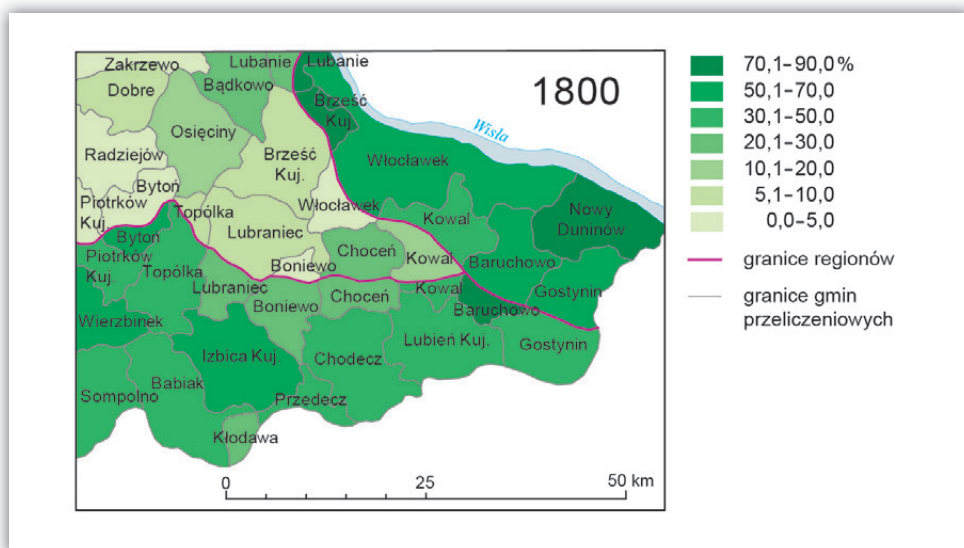 Zakrzewo
Lubanie
Lubanie
Dobre
Bądkowo
1800
Brześć
Kuj.
Wisła
Osięciny
Radziejów
Brześć
Kuj.
Włocławek
Bytoń
Piotrków
Kuj.
Topólka
Włocławek
Kowal
Nowy
Duninów
Lubraniec
Bytoń
Choceń
Piotrków
Kuj.
Topólka
Boniewo
Kowal
Baruchowo
Lubraniec
Choceń
Kowal
Gostynin
Boniewo
Baruchowo
Wierzbinek
Izbica Kuj.
Chodecz
Lubień Kuj.
Gostynin
Babiak
Sompolno
Przedecz
Kłodawa
0
25
50 km
70,1–90,0%
50,1–70,0
30,1–50,0
20,1–30,0
10,1–20,0
5,1–10,0
0,0–5,0
granice regionów
granice gmin
przeliczeniowych